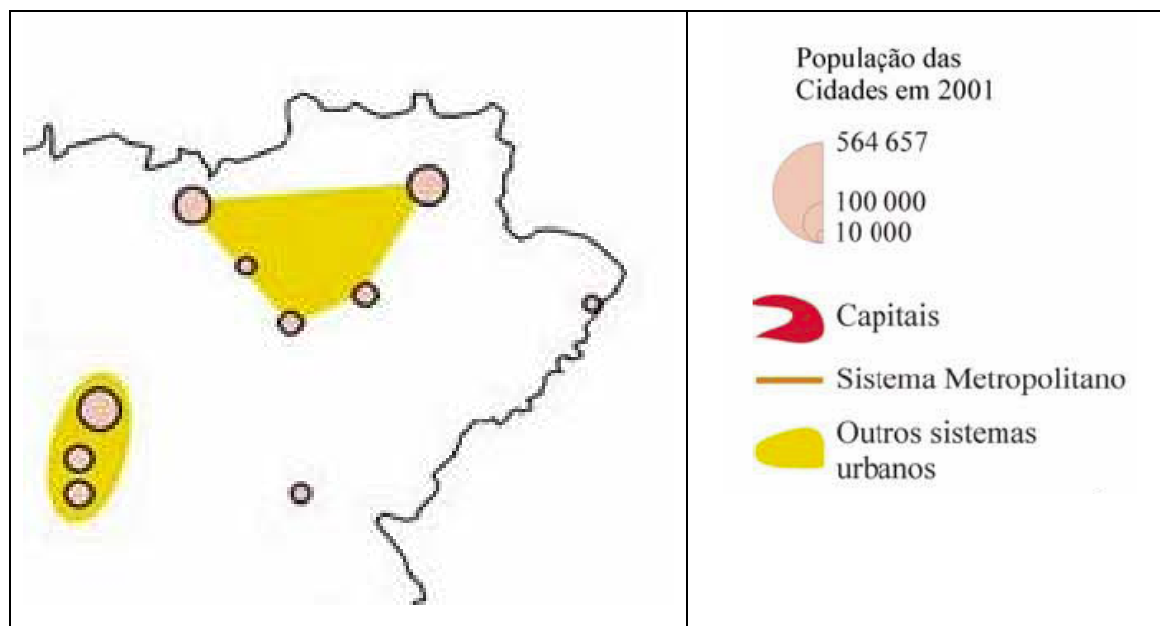 População das
Cidades em 2001
564 657
100 000
10 000
Capitais
Sistema Metropolitano
Outros sistemas
urbanos